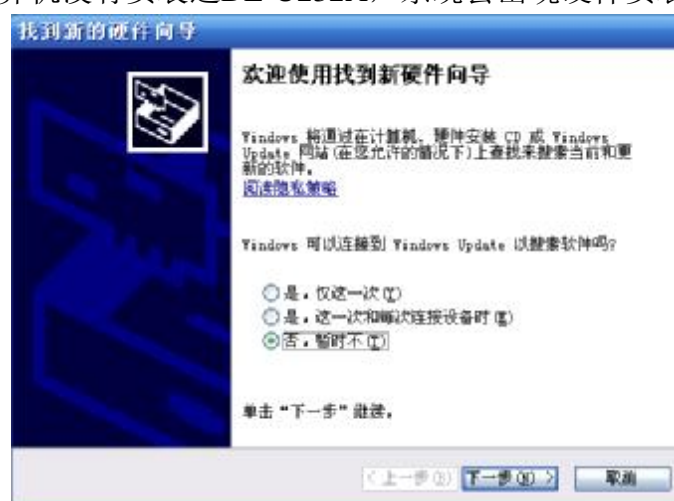 找到新的硬件向导
欢迎使用找到新硬件向导
Windows 将通过在计算机、硬件安装 CD 或 Windows
Update 网站(在您允许的情况下)上查找来搜索当前和更
新的软件。
阅读隐私策略
Windows 可以连接到 Windows Update 以搜索软件吗?
是，仅这一次(Y)
是，这一次和每次连接设备时(E)
否，暂时不(T)
单击“下一步”继续。
<上一步(B) 下一步(N) > 取消